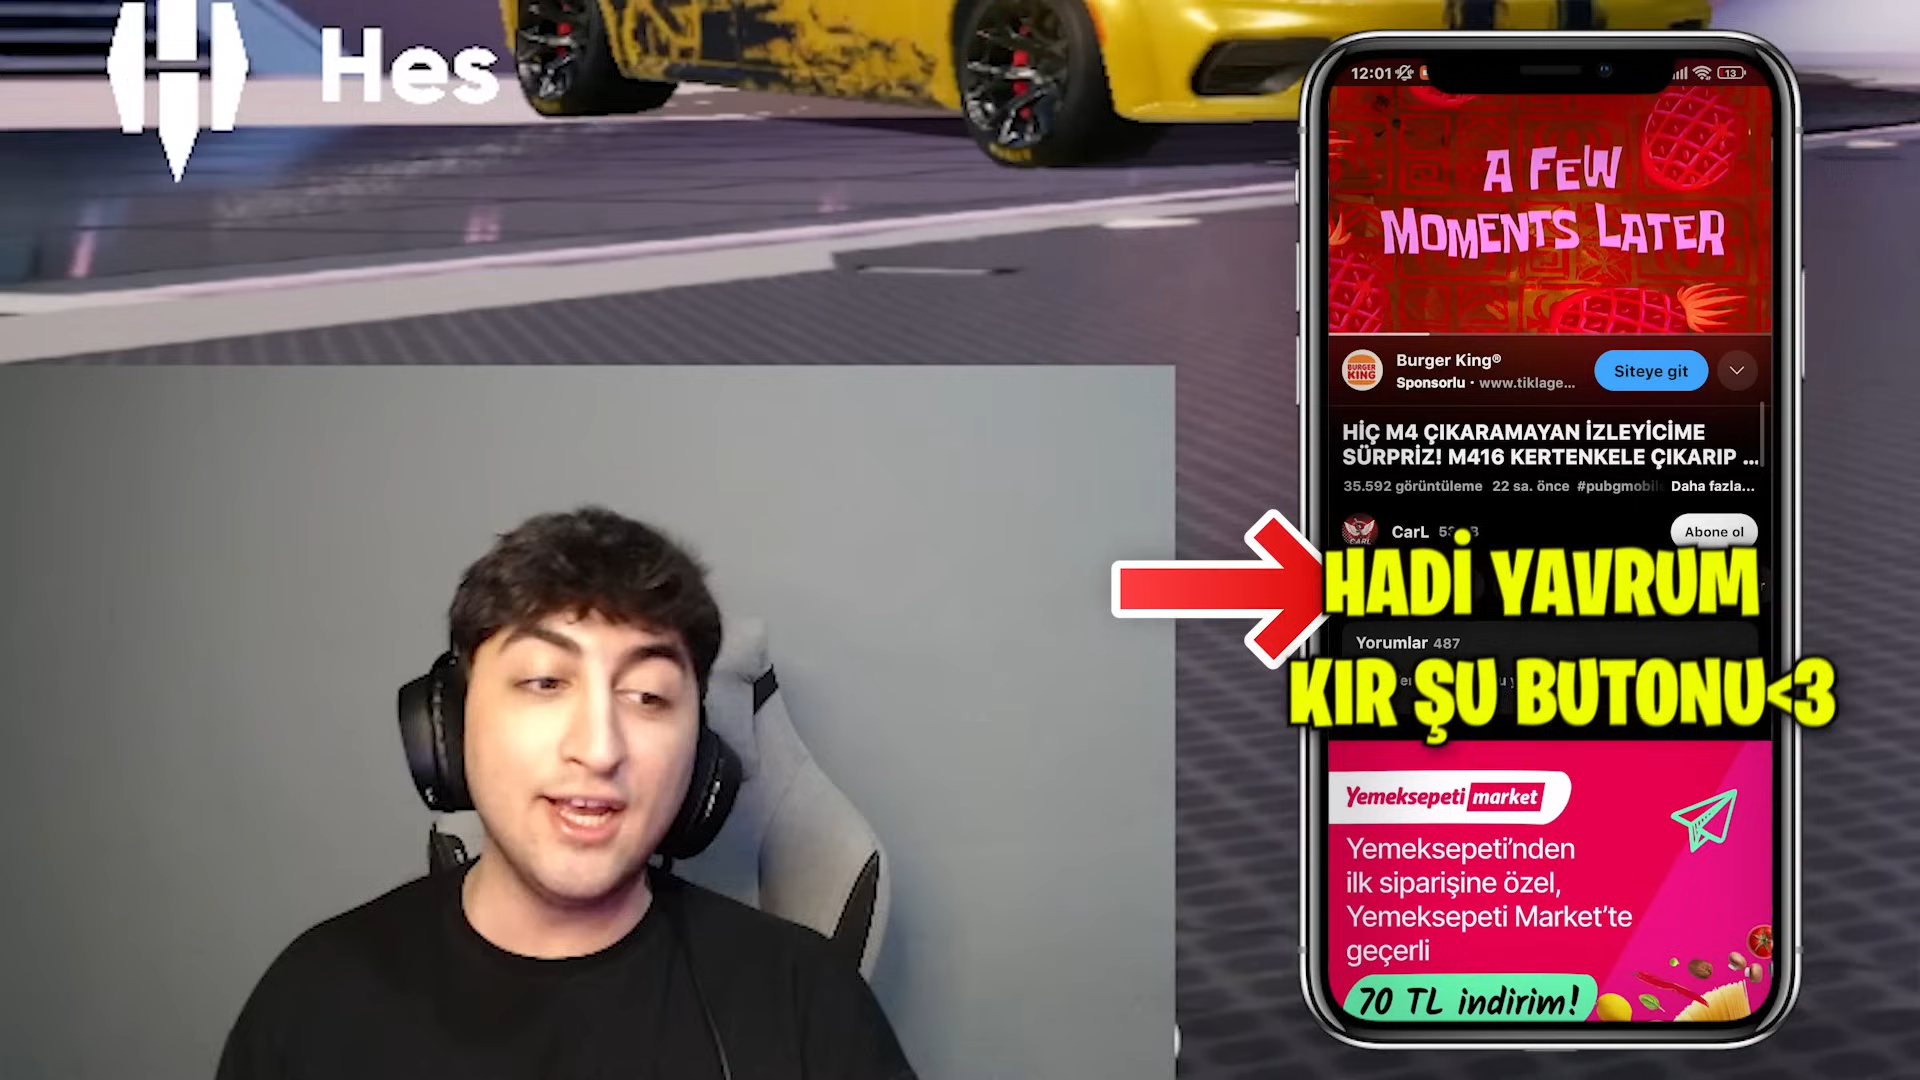 Hes
12:01
13
A FEW
MOMENTS LATER
BURGER
KING
Burger King®
Sponsorlu · www.tiklage...
Siteye git
HİÇ M4 ÇIKARAMAYAN İZLEYİCİME
SÜRPRİZ! M416 KERTENKELE ÇIKARIP ...
35.592 görüntüleme 22 sa. önce #pubgmobil Daha fazla...
CarL
Abone ol
HADİ YAVRUM
Yorumlar 487
KIR ŞU BUTONU<3
Yemeksepeti market
Yemeksepeti'nden
ilk siparişine özel,
Yemeksepeti Market'te
geçerli
70 TL indirim!